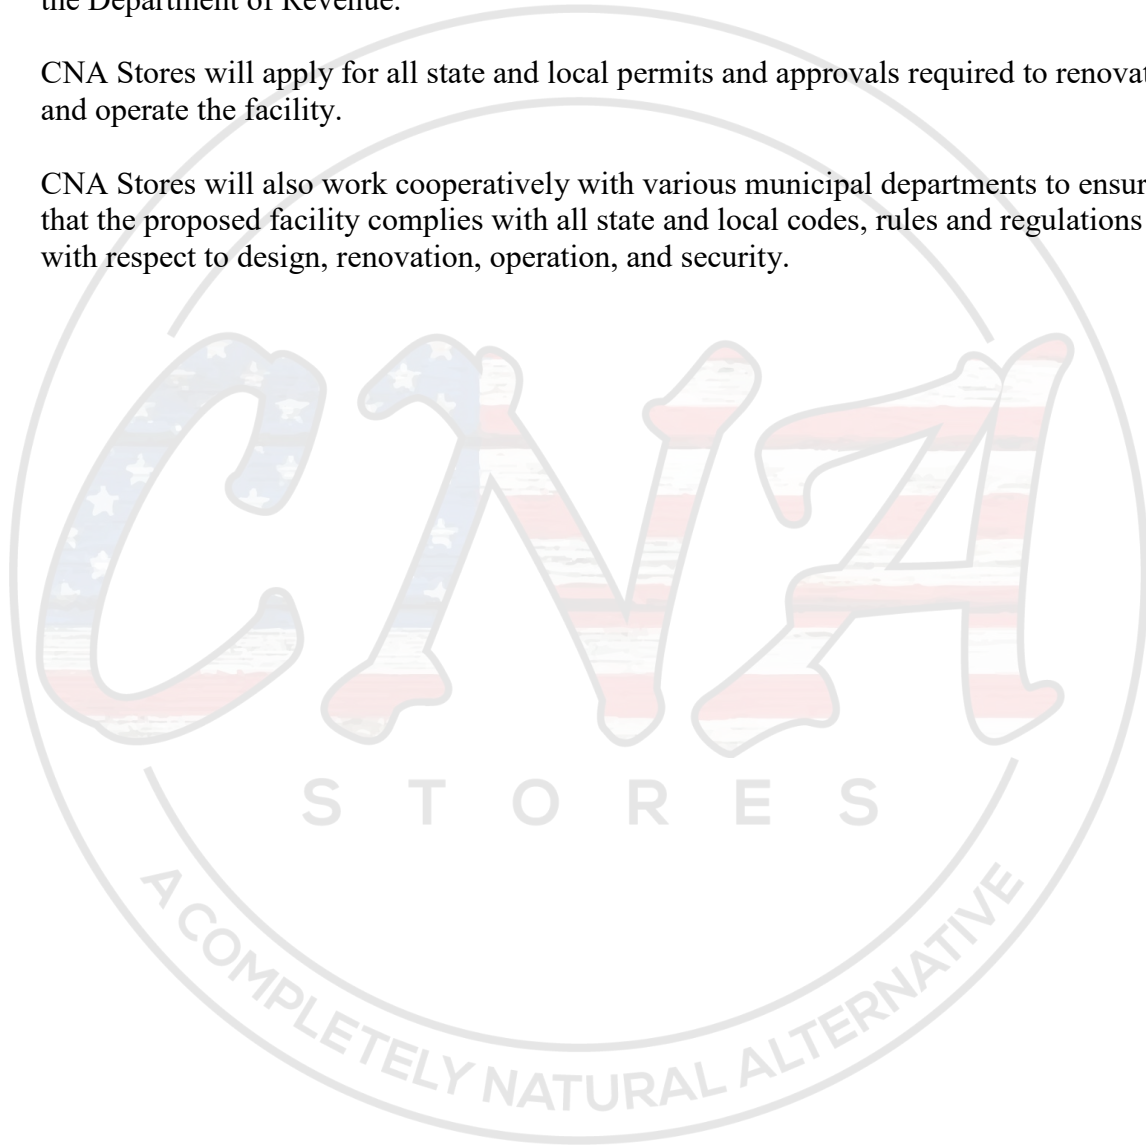 the Department of Revenue.
CNA Stores will apply for all state and local permits and approvals required to renovat
and operate the facility.
CNA Stores will also work cooperatively with various municipal departments to ensur
that the proposed facility complies with all state and local codes, rules and regulations
with respect to design, renovation, operation, and security.
CNA
STORES
A COMPLETELY NATURAL ALTERNATIVE